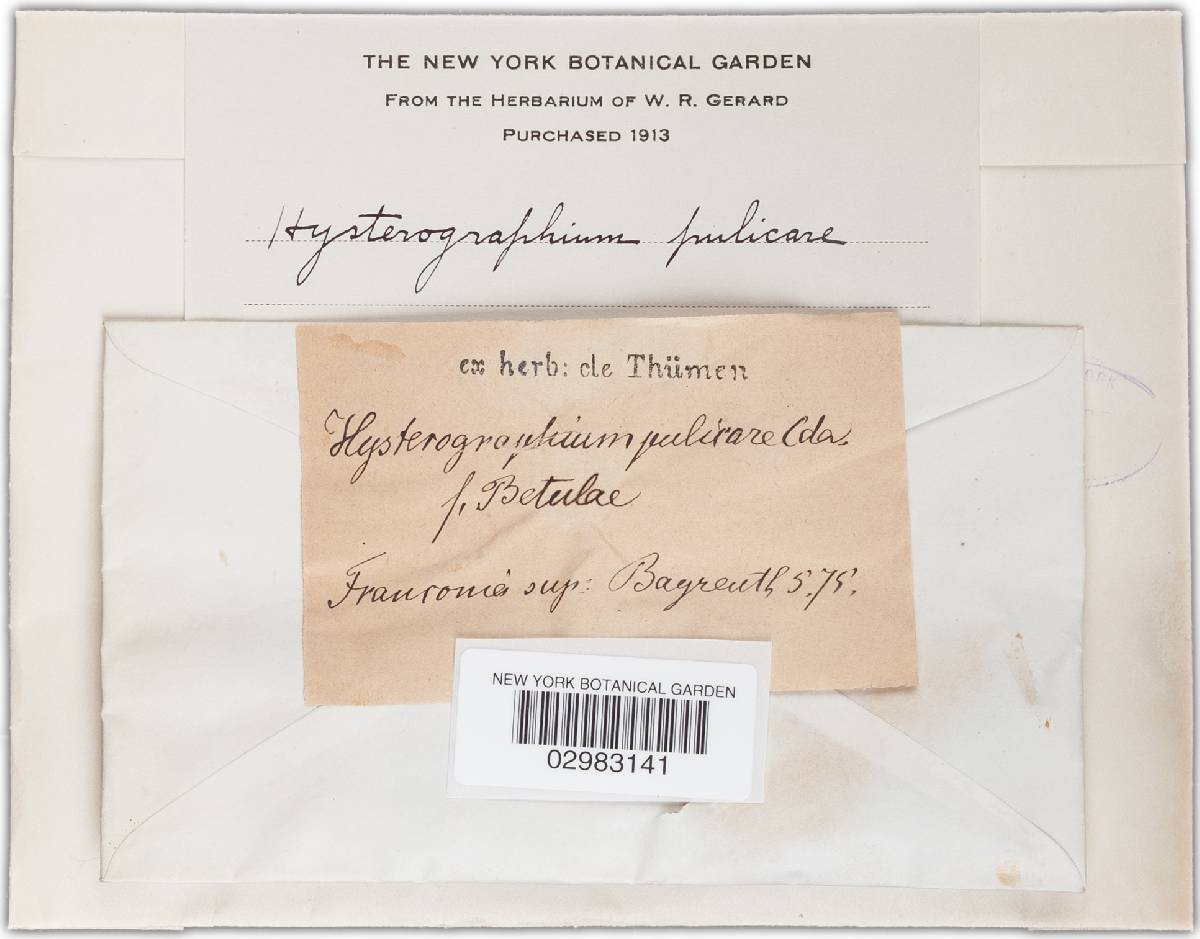 THE NEW YORK BOTANICAL GARDEN
FROM THE HERBARIUM OF W. R. GERARD
PURCHASED 1913
Hysterographium pulicare
ex herb: de Thümen
Hysterographium pulicare Cda.
f. Betulae
Franconia sup: Bayreuth 5.75.
NEW YORK BOTANICAL GARDEN
02983141